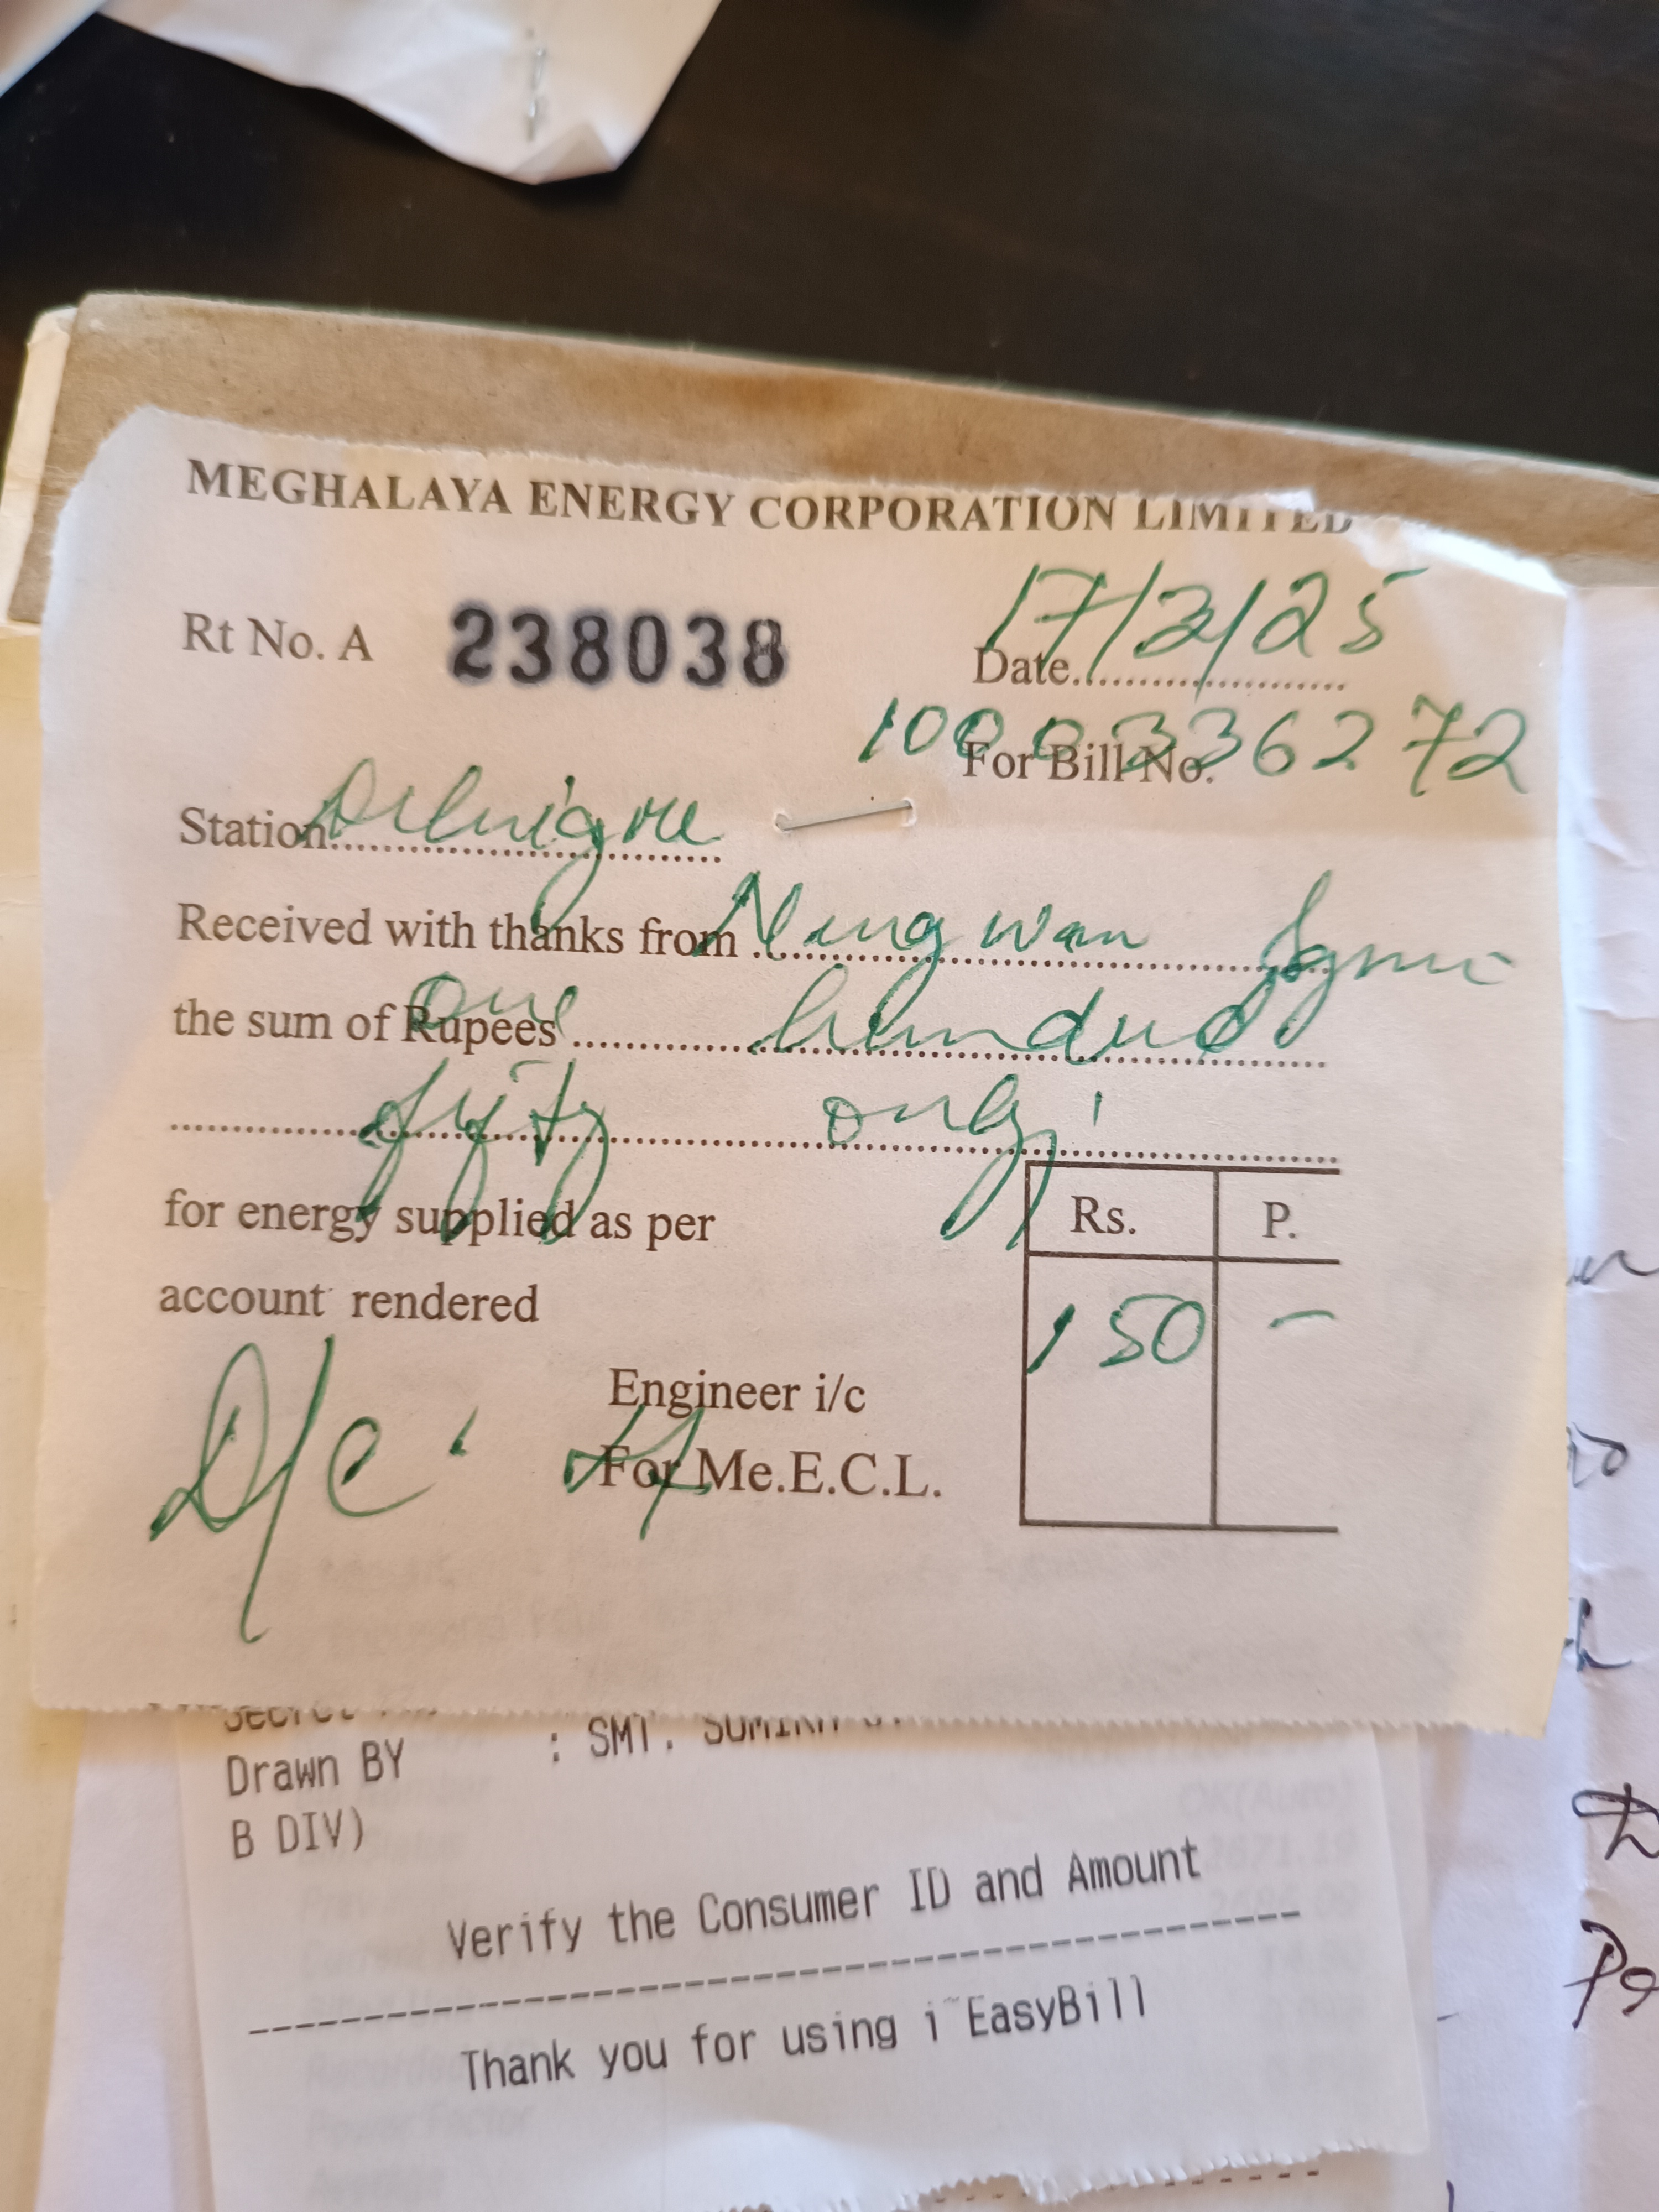 MEGHALAYA ENERGY CORPORATION LIMITED
Rt No. A 238038
Date 17/2/25
For Bill No. 100033627 2
Station
Received with thanks from
the sum of Rupees One hundred
fifty only
for energy supplied as per
account rendered
Rs. P.
150 -
D/C
Engineer i/c
For Me.E.C.L.
Drawn BY : SMT.
B DIV)
Verify the Consumer ID and Amount
Thank you for using i~EasyBill